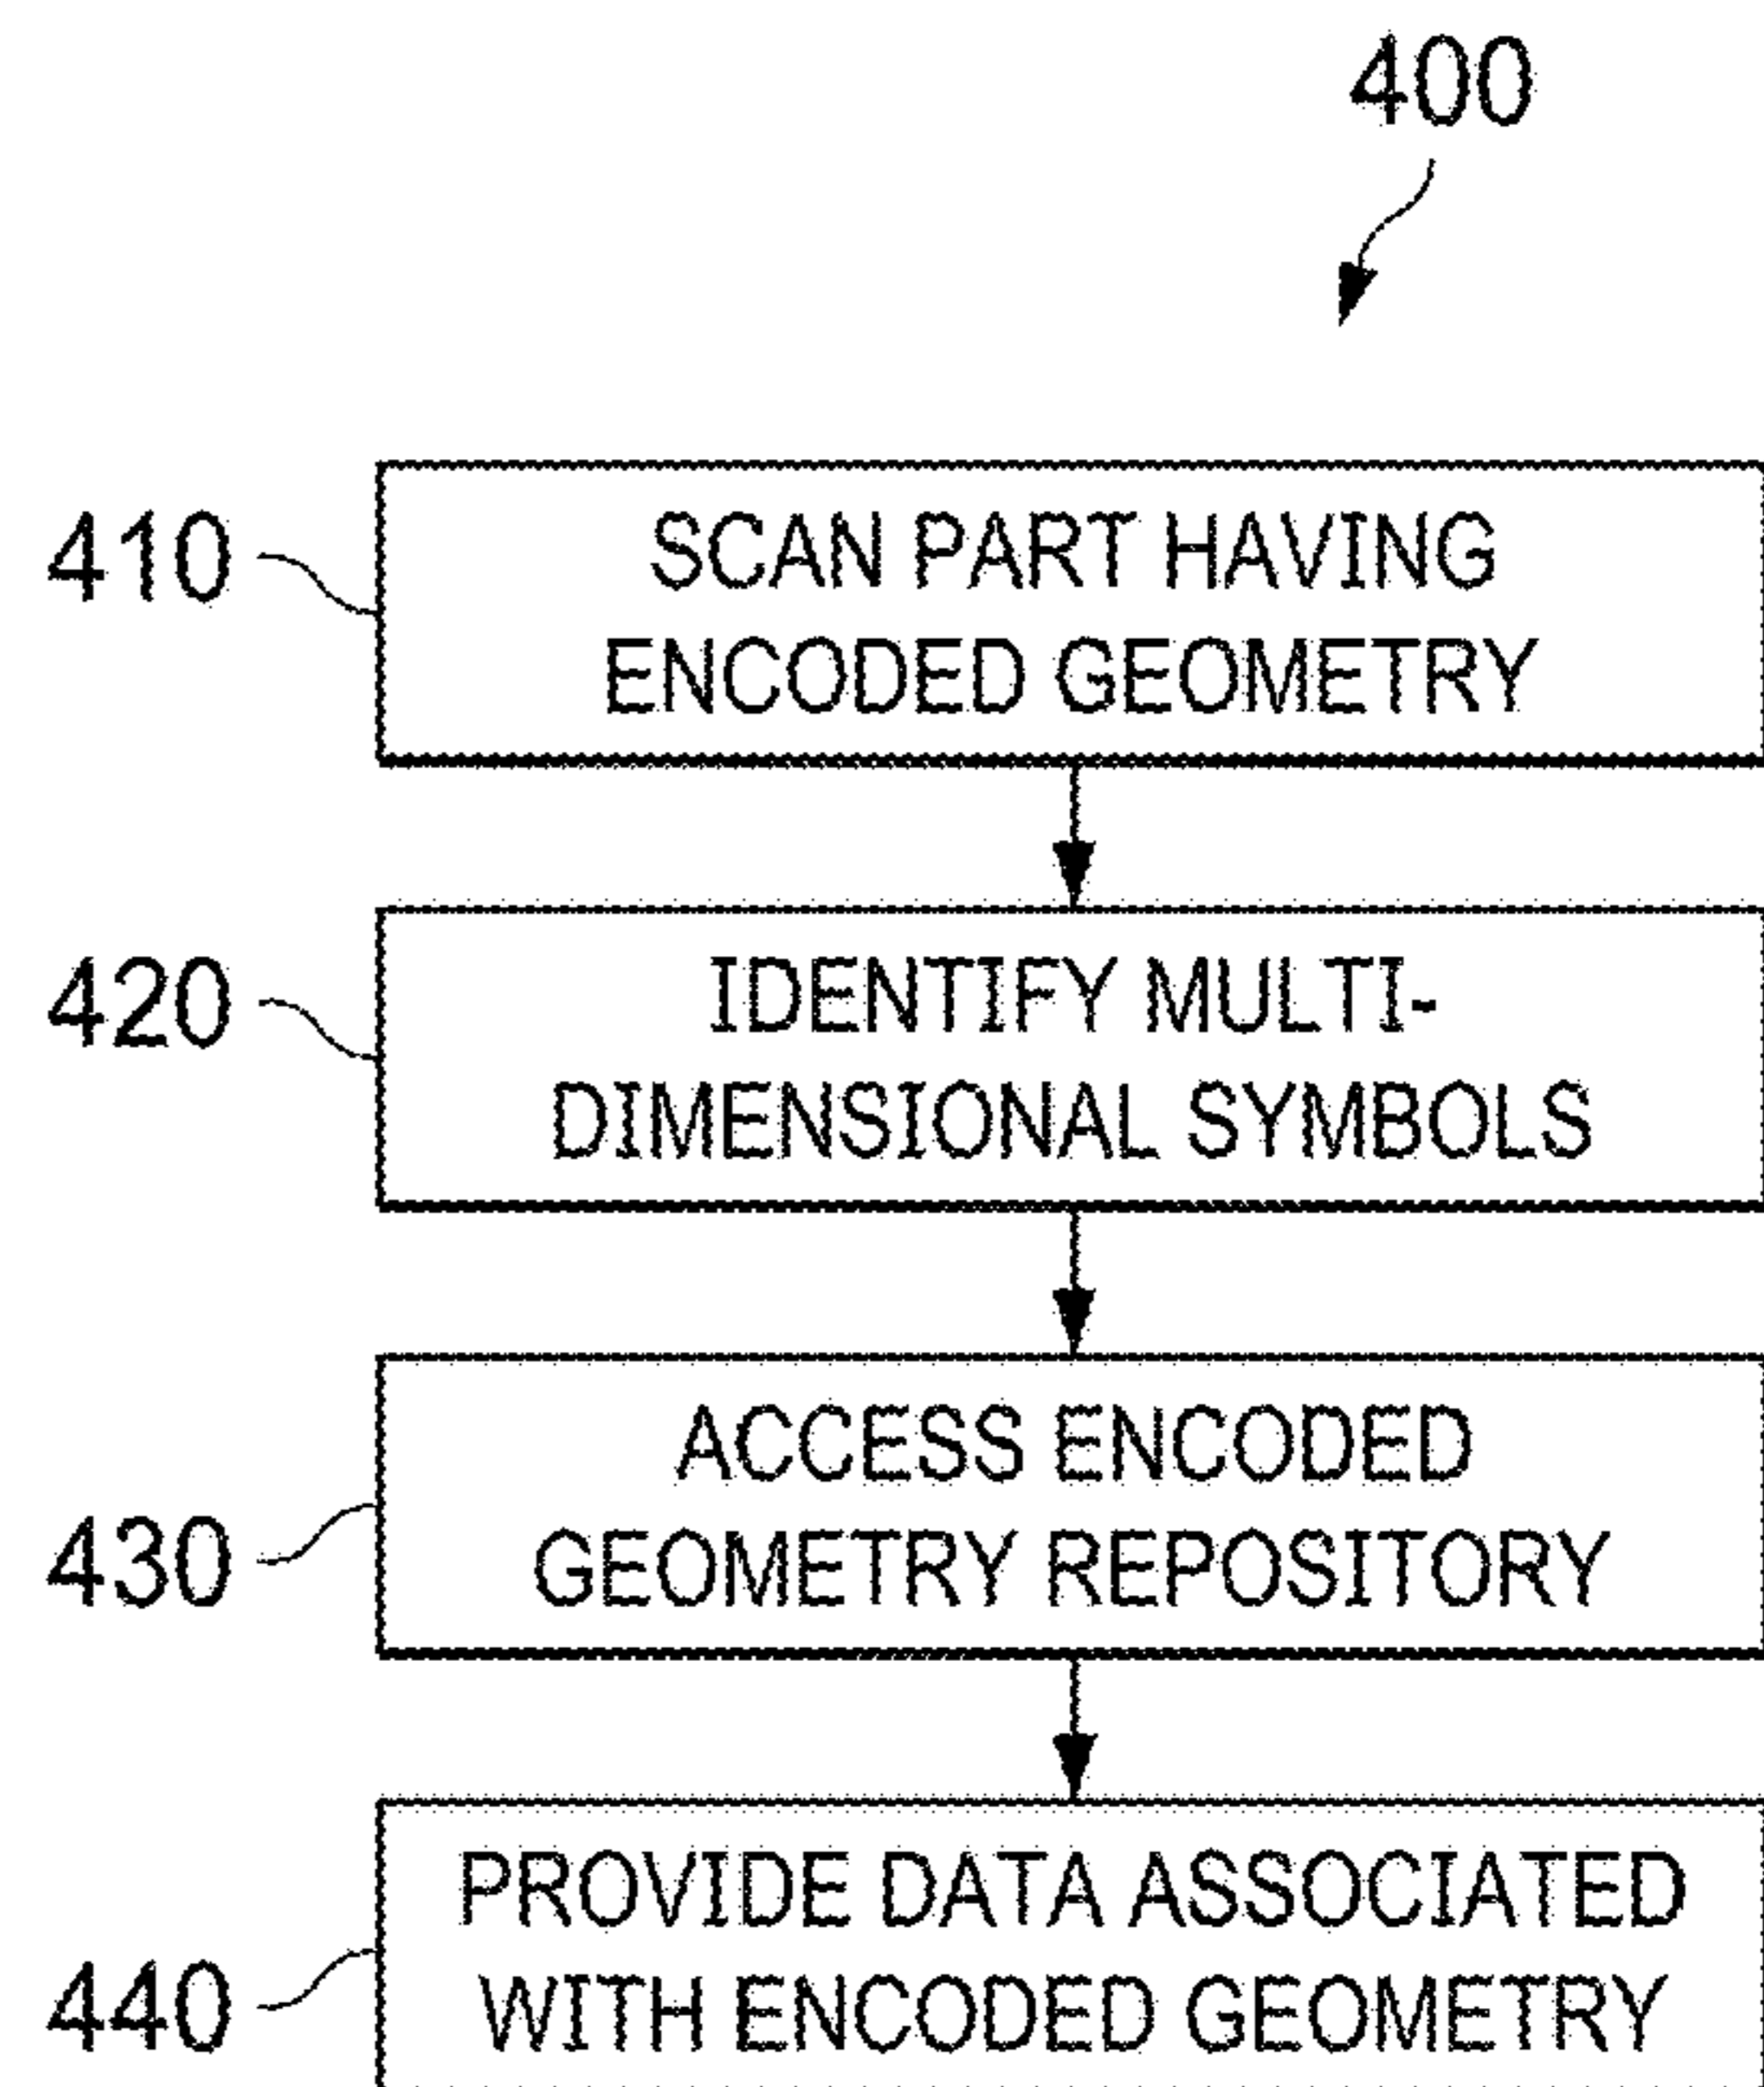 400
410
SCAN PART HAVING
ENCODED GEOMETRY
420
IDENTIFY MULTI-
DIMENSIONAL SYMBOLS
430
ACCESS ENCODED
GEOMETRY REPOSITORY
440
PROVIDE DATA ASSOCIATED
WITH ENCODED GEOMETRY